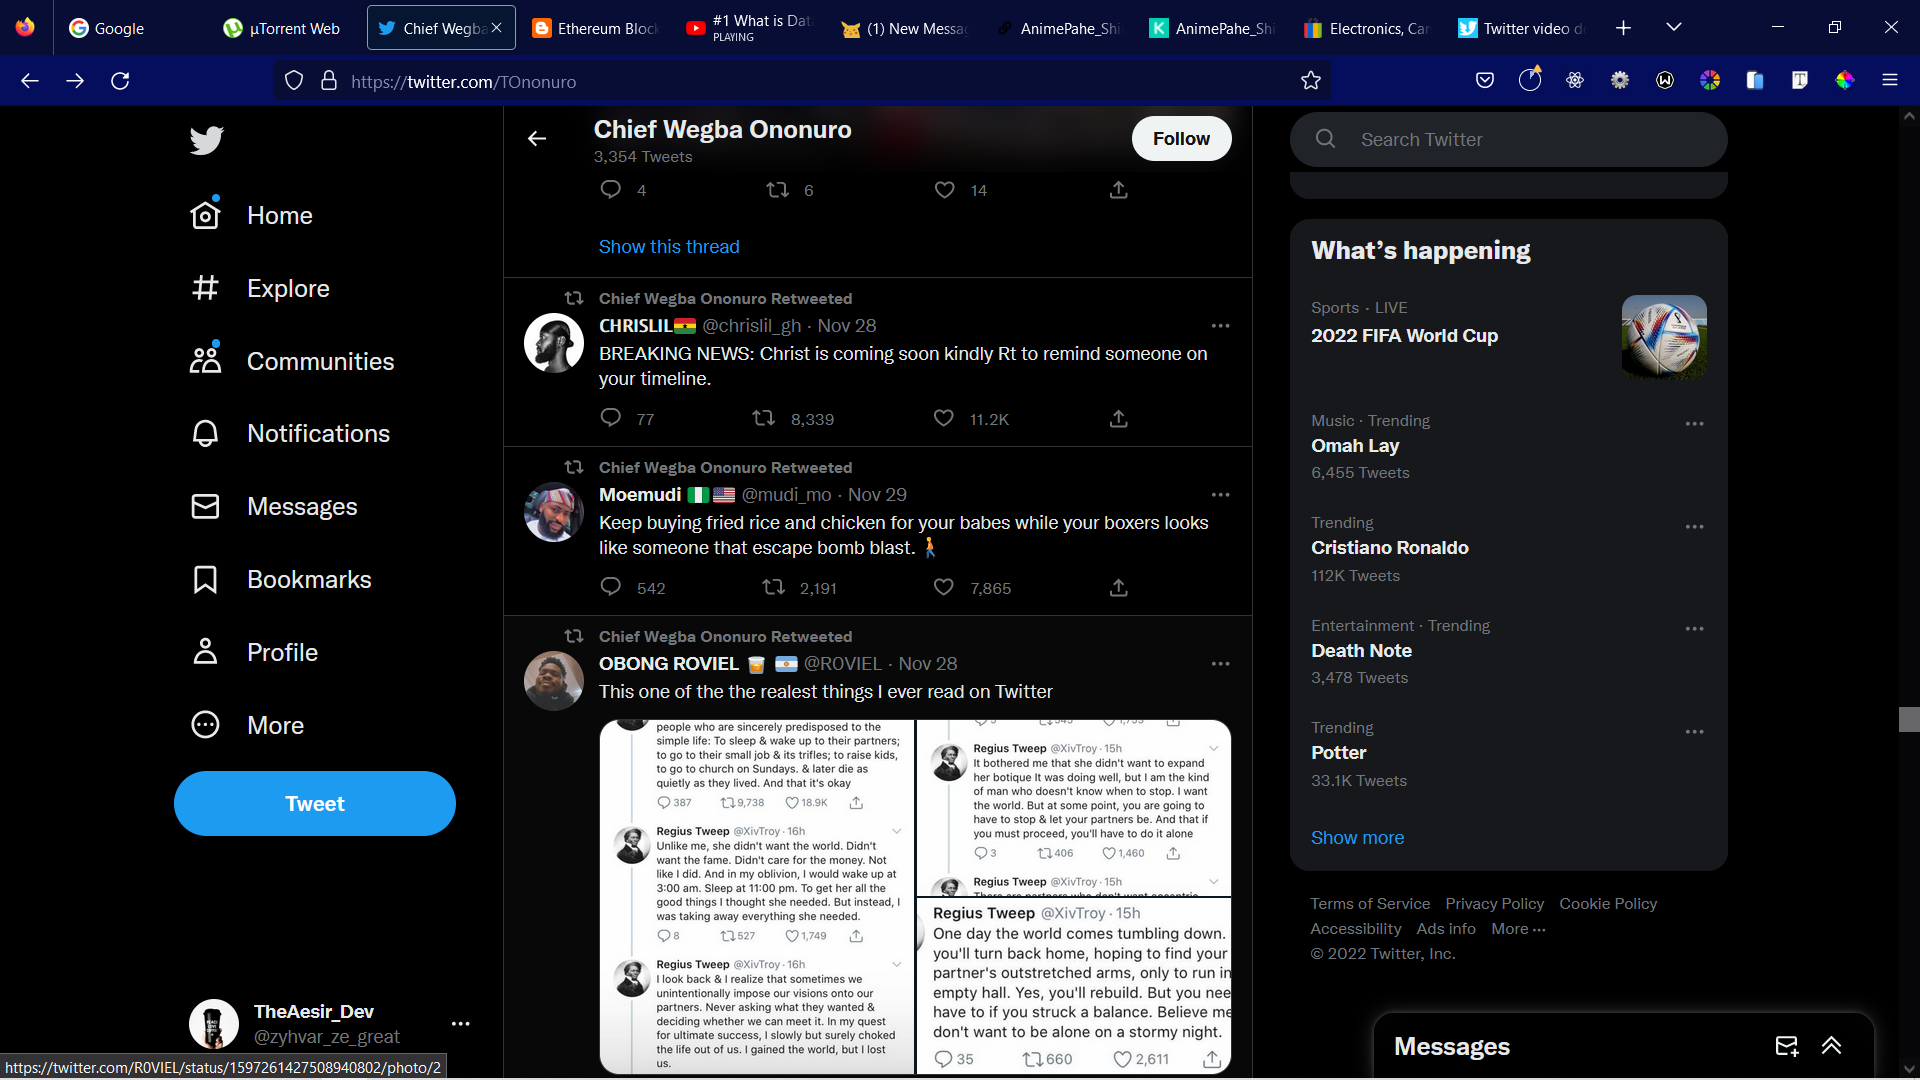 Google
µTorrent Web
Chief Wegba
Ethereum Block
#1 What is Dat
PLAYING
(1) New Messag
AnimePahe_Shi
AnimePahe_Shi
Electronics, Car
Twitter video d
https://twitter.com/TOnonuro
Home
Explore
Communities
Notifications
Messages
Bookmarks
Profile
More
Tweet
TheAesir_Dev
@zyhvar_ze_great
https://twitter.com/R0VIEL/status/1597261427508940802/photo/2
Chief Wegba Ononuro
3,354 Tweets
Follow
4 6 14
Show this thread
Chief Wegba Ononuro Retweeted
CHRISLIL🇬🇭 @chrislil_gh · Nov 28
BREAKING NEWS: Christ is coming soon kindly Rt to remind someone on
your timeline.
77 8,339 11.2K
Chief Wegba Ononuro Retweeted
Moemudi 🇳🇬🇺🇸 @mudi_mo · Nov 29
Keep buying fried rice and chicken for your babes while your boxers looks
like someone that escape bomb blast. 🚶
542 2,191 7,865
Chief Wegba Ononuro Retweeted
OBONG ROVIEL 🥃 🇦🇷 @R0VIEL · Nov 28
This one of the the realest things I ever read on Twitter
people who are sincerely predisposed to the
simple life: To sleep & wake up to their partners;
to go to their small job & its trifles; to raise kids,
to go to church on Sundays. & later die as
quietly as they lived. And that it's okay
387 9,738 18.9K
Regius Tweep @XivTroy · 16h
Unlike me, she didn't want the world. Didn't
want the fame. Didn't care for the money. Not
like I did. And in my oblivion, I would wake up at
3:00 am. Sleep at 11:00 pm. To get her all the
good things I thought she needed. But instead, I
was taking away everything she needed.
8 527 1,749
Regius Tweep @XivTroy · 16h
I look back & I realize that sometimes we
unintentionally impose our visions onto our
partners. Never asking what they wanted &
deciding whether we can meet it. In my quest
for ultimate success, I slowly but surely choked
the life out of us. I gained the world, but I lost
us.
Regius Tweep @XivTroy · 15h
It bothered me that she didn't want to expand
her botique It was doing well, but I am the kind
of man who doesn't know when to stop. I want
the world. But at some point, you are going to
have to stop & let your partners be. And that if
you must proceed, you'll have to do it alone
3 406 1,460
Regius Tweep @XivTroy · 15h
Regius Tweep @XivTroy · 15h
One day the world comes tumbling down.
you'll turn back home, hoping to find your
partner's outstretched arms, only to run in
empty hall. Yes, you'll rebuild. But you nee
have to if you struck a balance. Believe me
don't want to be alone on a stormy night.
35 660 2,611
Search Twitter
What's happening
Sports · LIVE
2022 FIFA World Cup
Music · Trending
Omah Lay
6,455 Tweets
Trending
Cristiano Ronaldo
112K Tweets
Entertainment · Trending
Death Note
3,478 Tweets
Trending
Potter
33.1K Tweets
Show more
Terms of Service Privacy Policy Cookie Policy
Accessibility Ads info More ···
© 2022 Twitter, Inc.
Messages